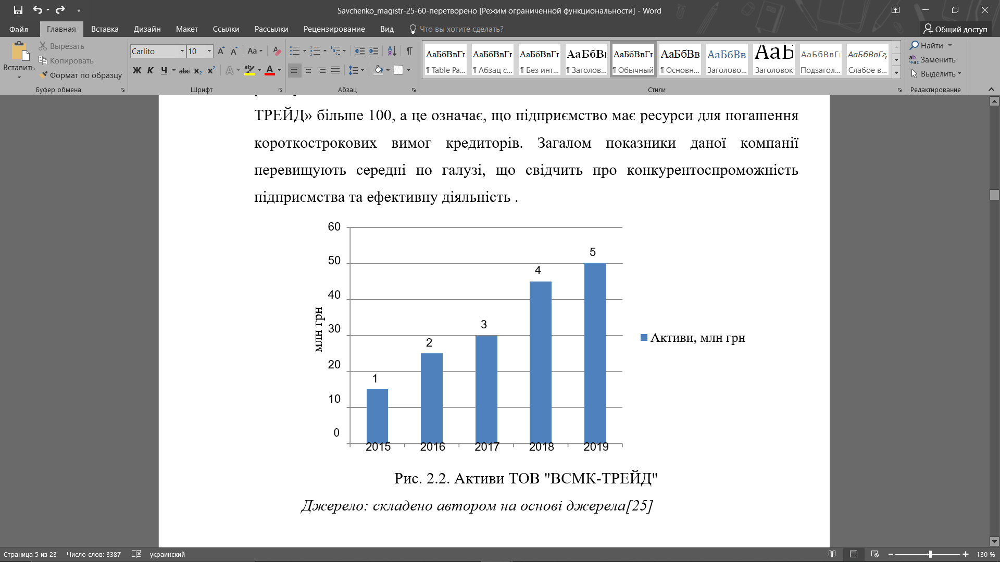 Savchenko_magistr-25-60-перетворено [Режим ограниченной функциональности] - Word
Файл Главная Вставка Дизайн Макет Ссылки Рассылки Рецензирование Вид Что вы хотите сделать? Общий доступ
Вставить
Вырезать
Копировать
Формат по образцу
Буфер обмена
Carlito 10
Ж К Ч abc x₂ x²
Шрифт
Абзац
АаБбВвГг АаБбВвГг АаБбВвГг АаБбВ АаБбВвГг АаБбВв АаБбВв АаБ АаБбВвГг АаБбВвГг,
¶ Table Pa... ¶ Абзац с... ¶ Без инт... ¶ Заголов... ¶ Обычный ¶ Основн... Заголово... Заголовок Подзагол... Слабое в...
Стили
Найти
Заменить
Выделить
Редактирование
ТРЕЙД» більше 100, а це означає, що підприємство має ресурси для погашення
короткострокових вимог кредиторів. Загалом показники даної компанії
перевищують середні по галузі, що свідчить про конкурентоспроможність
підприємства та ефективну діяльність .
60
50
40
30
20
10
0
млн грн
1
2
3
4
5
2015 2016 2017 2018 2019
Активи, млн грн
Рис. 2.2. Активи ТОВ "ВСМК-ТРЕЙД"
Джерело: складено автором на основі джерела[25]
Страница 5 из 23 Число слов: 3387 украинский 130 %